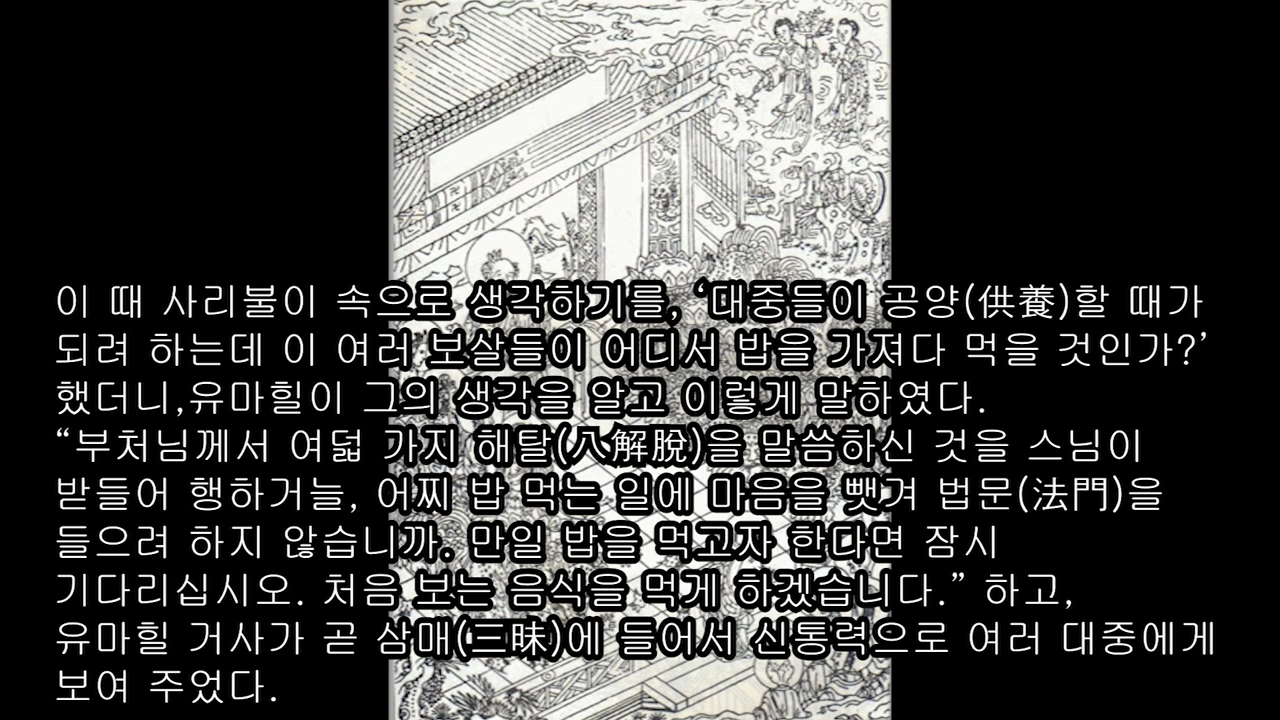 이 때 사리불이 속으로 생각하기를, ‘대중들이 공양(供養)할 때가
되려 하는데 이 여러 보살들이 어디서 밥을 가져다 먹을 것인가?’
했더니,유마힐이 그의 생각을 알고 이렇게 말하였다.
“부처님께서 여덟 가지 해탈(八解脫)을 말씀하신 것을 스님이
받들어 행하거늘, 어찌 밥 먹는 일에 마음을 뺏겨 법문(法門)을
들으려 하지 않습니까. 만일 밥을 먹고자 한다면 잠시
기다리십시오. 처음 보는 음식을 먹게 하겠습니다.” 하고,
유마힐 거사가 곧 삼매(三昧)에 들어서 신통력으로 여러 대중에게
보여 주었다.